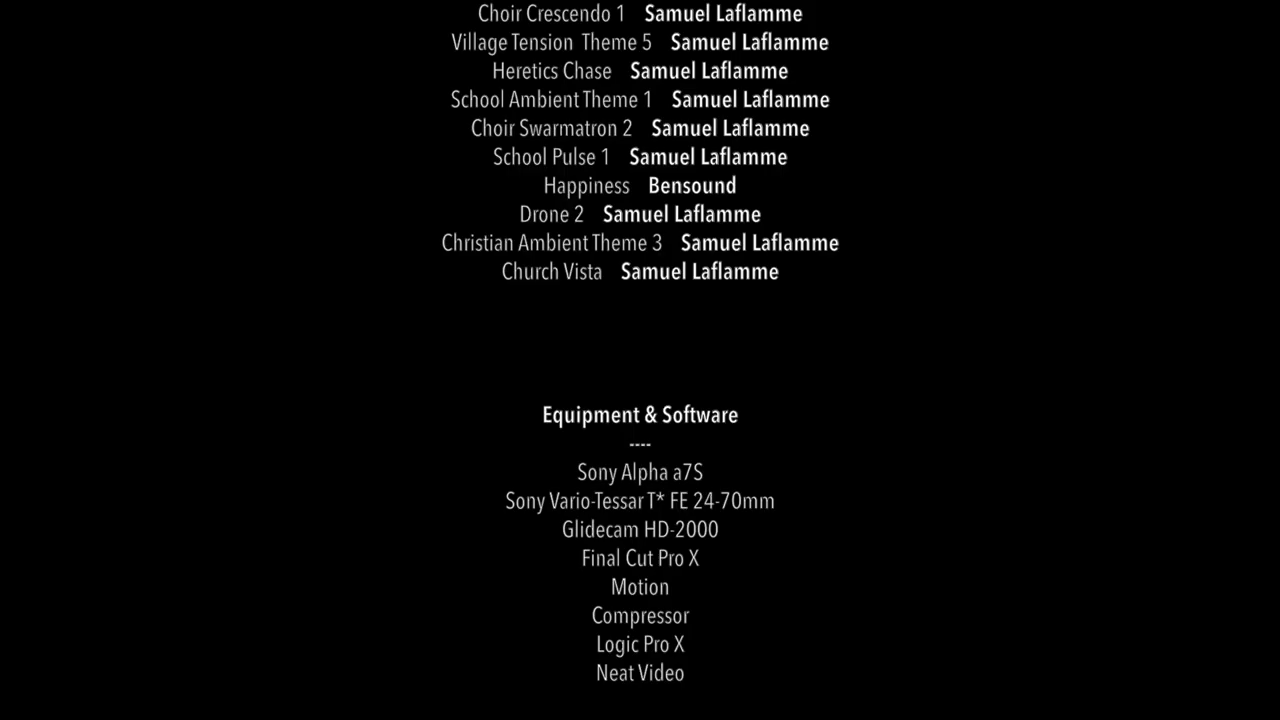 Choir Crescendo 1 Samuel Laflamme
Village Tension Theme 5 Samuel Laflamme
Heretics Chase Samuel Laflamme
School Ambient Theme 1 Samuel Laflamme
Choir Swarmatron 2 Samuel Laflamme
School Pulse 1 Samuel Laflamme
Happiness Bensound
Drone 2 Samuel Laflamme
Christian Ambient Theme 3 Samuel Laflamme
Church Vista Samuel Laflamme
Equipment & Software
----
Sony Alpha a7S
Sony Vario-Tessar T* FE 24-70mm
Glidecam HD-2000
Final Cut Pro X
Motion
Compressor
Logic Pro X
Neat Video